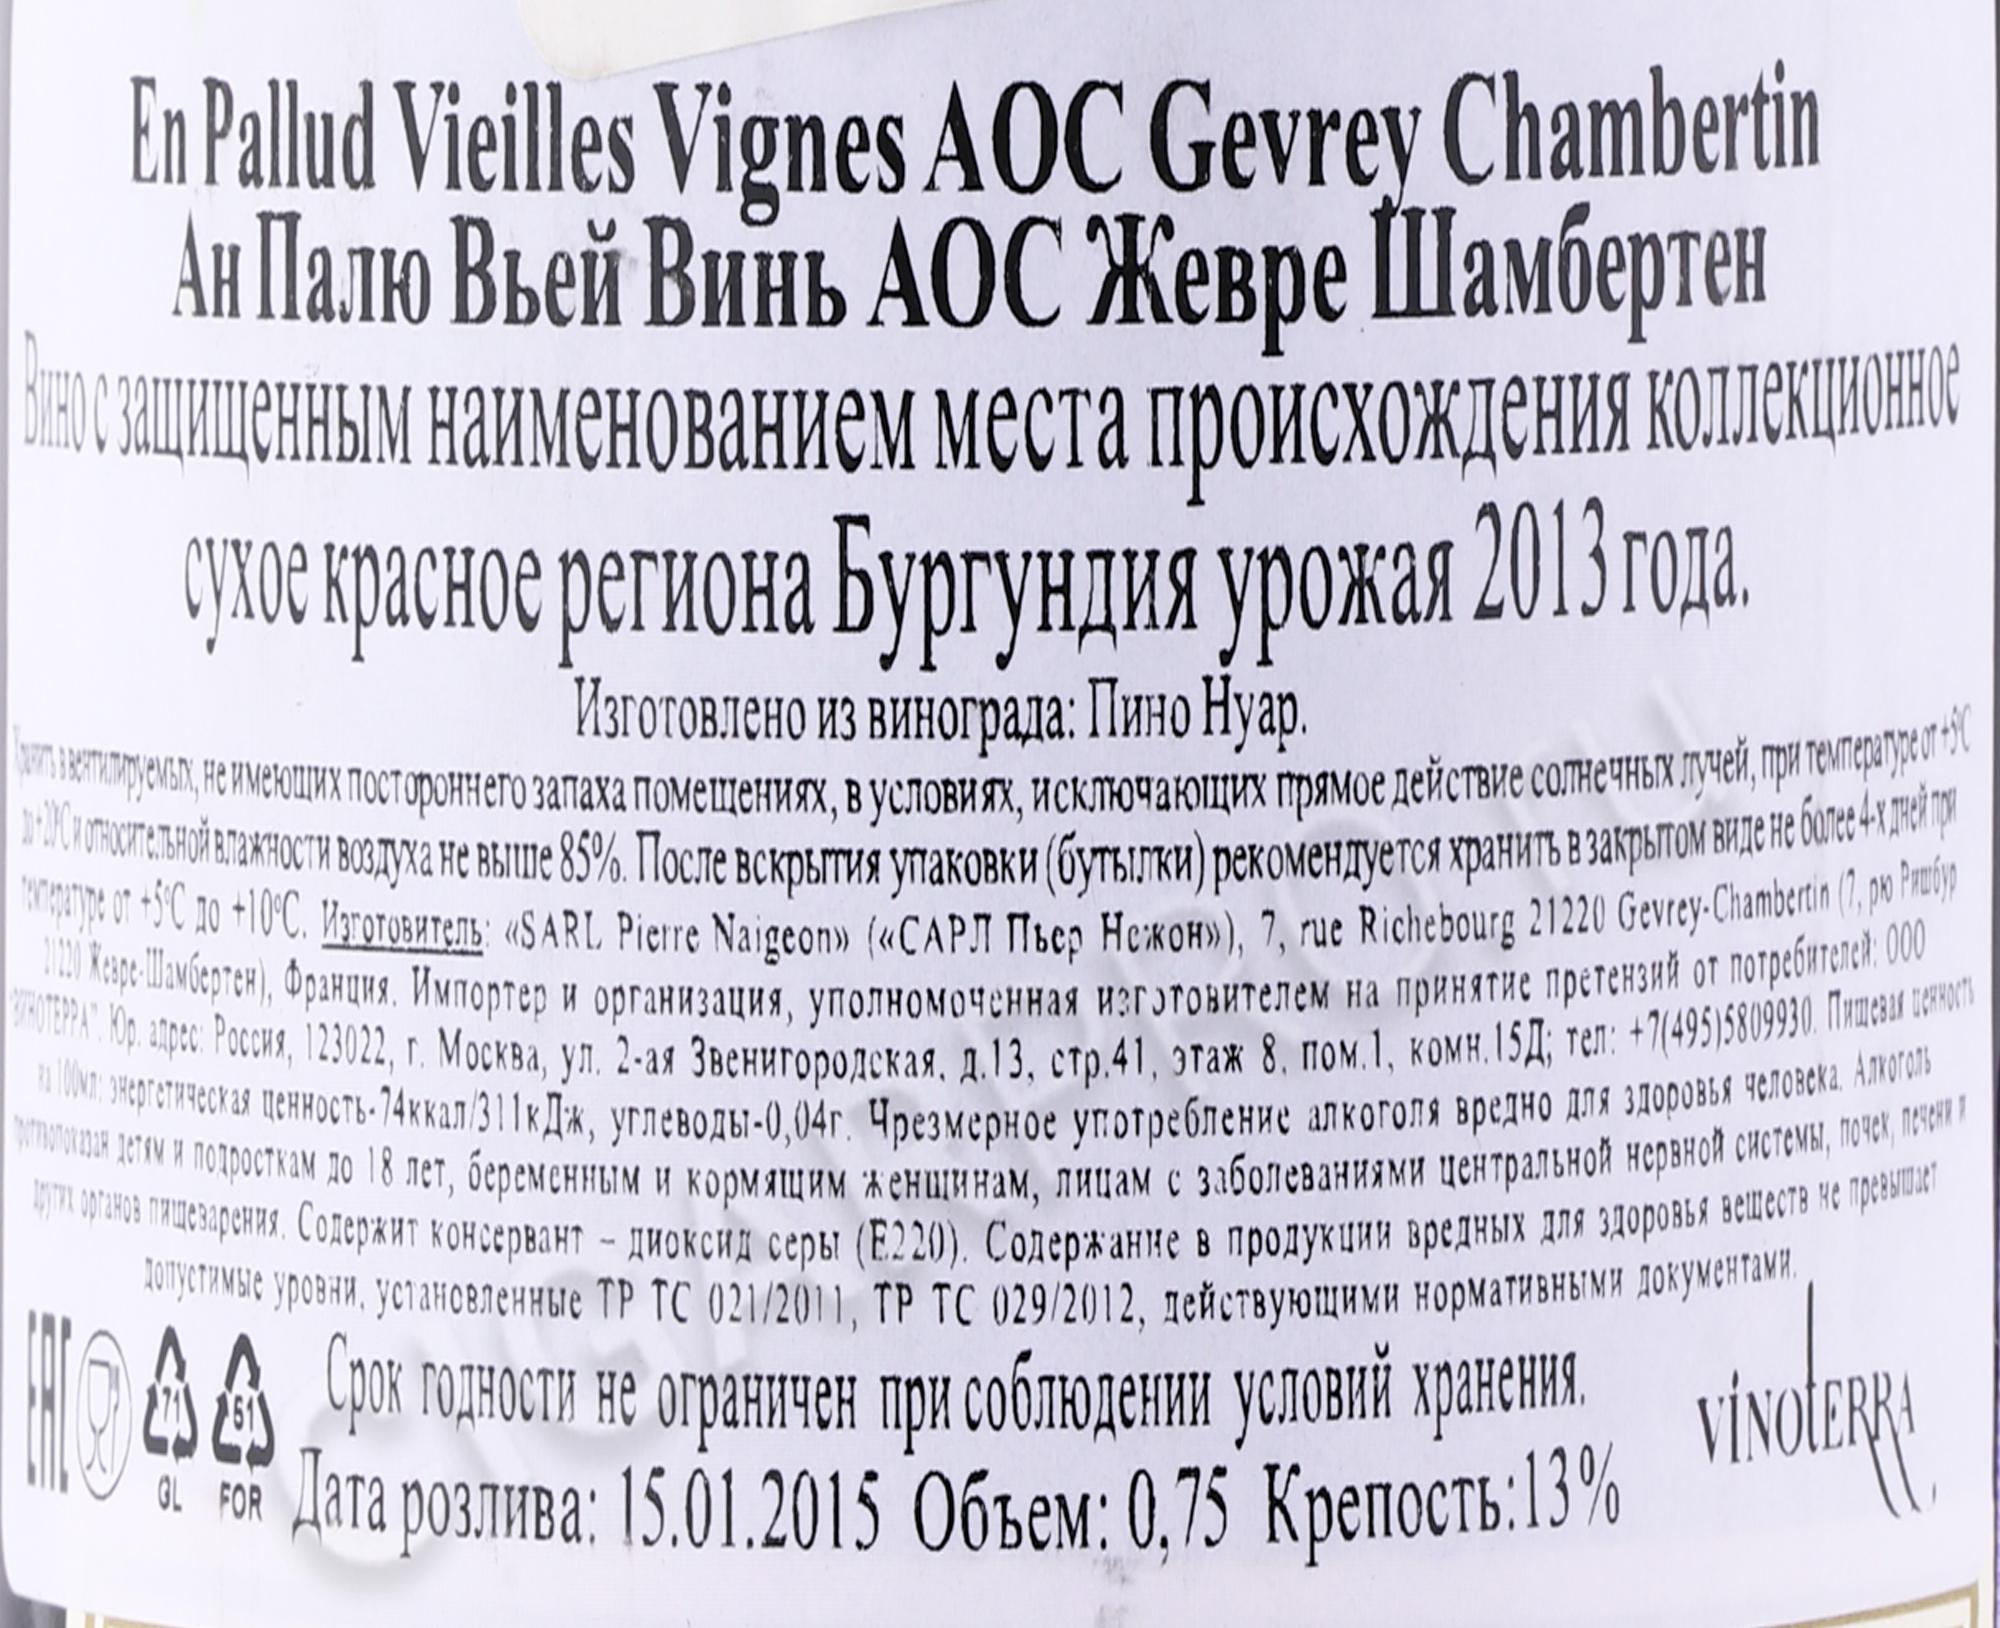 En Pallud Vieilles Vignes AOC Gevrey Chambertin
Ан Палю Вьей Винь АОС Жевре Шамбертен
Вино с защищенным наименованием места происхождения коллекционное
сухое красное региона Бургундия урожая 2013 года.
Изготовлено из винограда: Пино Нуар.
Хранить в вентилируемых, не имеющих постороннего запаха помещениях, в условиях, исключающих прямое действие солнечных лучей, при температуре от +5°С
до +20°С и относительной влажности воздуха не выше 85%. После вскрытия упаковки (бутылки) рекомендуется хранить в закрытом виде не более 4-х дней при
температуре от +5°С до +10°С. Изготовитель: «SARL Pierre Naigeon» («САРЛ Пьер Нежон»), 7, rue Richebourg 21220 Gevrey-Chambertin (7, рю Ришбур
21220 Жевре-Шамбертен), Франция. Импортер и организация, уполномоченная изготовителем на принятие претензий от потребителей: ООО
"ВИНОТЕРРА". Юр. адрес: Россия, 123022, г. Москва, ул. 2-ая Звенигородская, д.13, стр.41, этаж 8, пом.1, комн.15Д; тел: +7(495)5809930. Пищевая ценность
на 100мл: энергетическая ценность-74ккал/311кДж, углеводы-0,04г. Чрезмерное употребление алкоголя вредно для здоровья человека. Алкоголь
противопоказан детям и подросткам до 18 лет, беременным и кормящим женщинам, лицам с заболеваниями центральной нервной системы, почек, печени и
других органов пищеварения. Содержит консервант – диоксид серы (Е220). Содержание в продукции вредных для здоровья веществ не превышает
допустимые уровни, установленные ТР ТС 021/2011, ТР ТС 029/2012, действующими нормативными документами.
EAC 71 GL 61 FOR
Срок годности не ограничен при соблюдении условий хранения.
Дата розлива: 15.01.2015 Объем: 0,75 Крепость:13%
VINOTERRA
CIGARPRO.ru